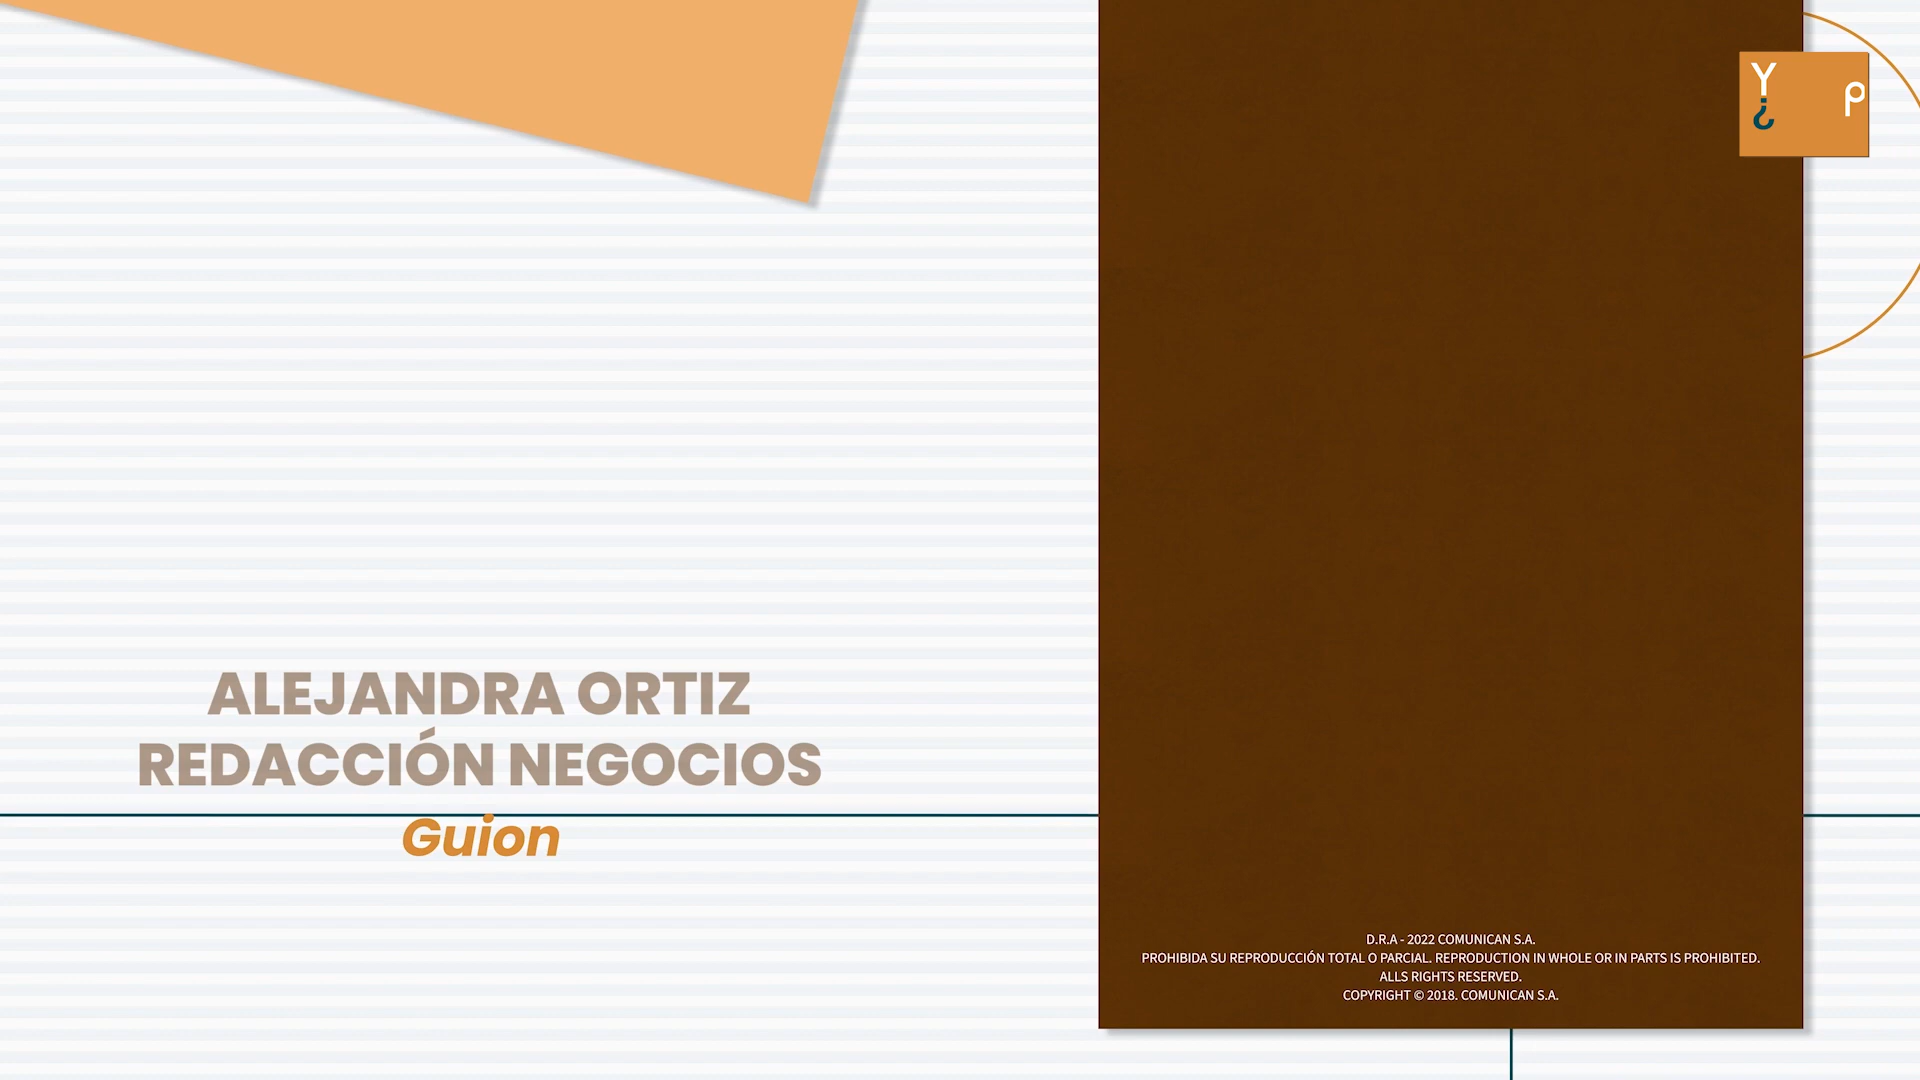 Y
¿
P
ALEJANDRA ORTIZ
REDACCIÓN NEGOCIOS
Guion
D.R.A - 2022 COMUNICAN S.A.
PROHIBIDA SU REPRODUCCIÓN TOTAL O PARCIAL. REPRODUCTION IN WHOLE OR IN PARTS IS PROHIBITED.
ALLS RIGHTS RESERVED.
COPYRIGHT © 2018. COMUNICAN S.A.